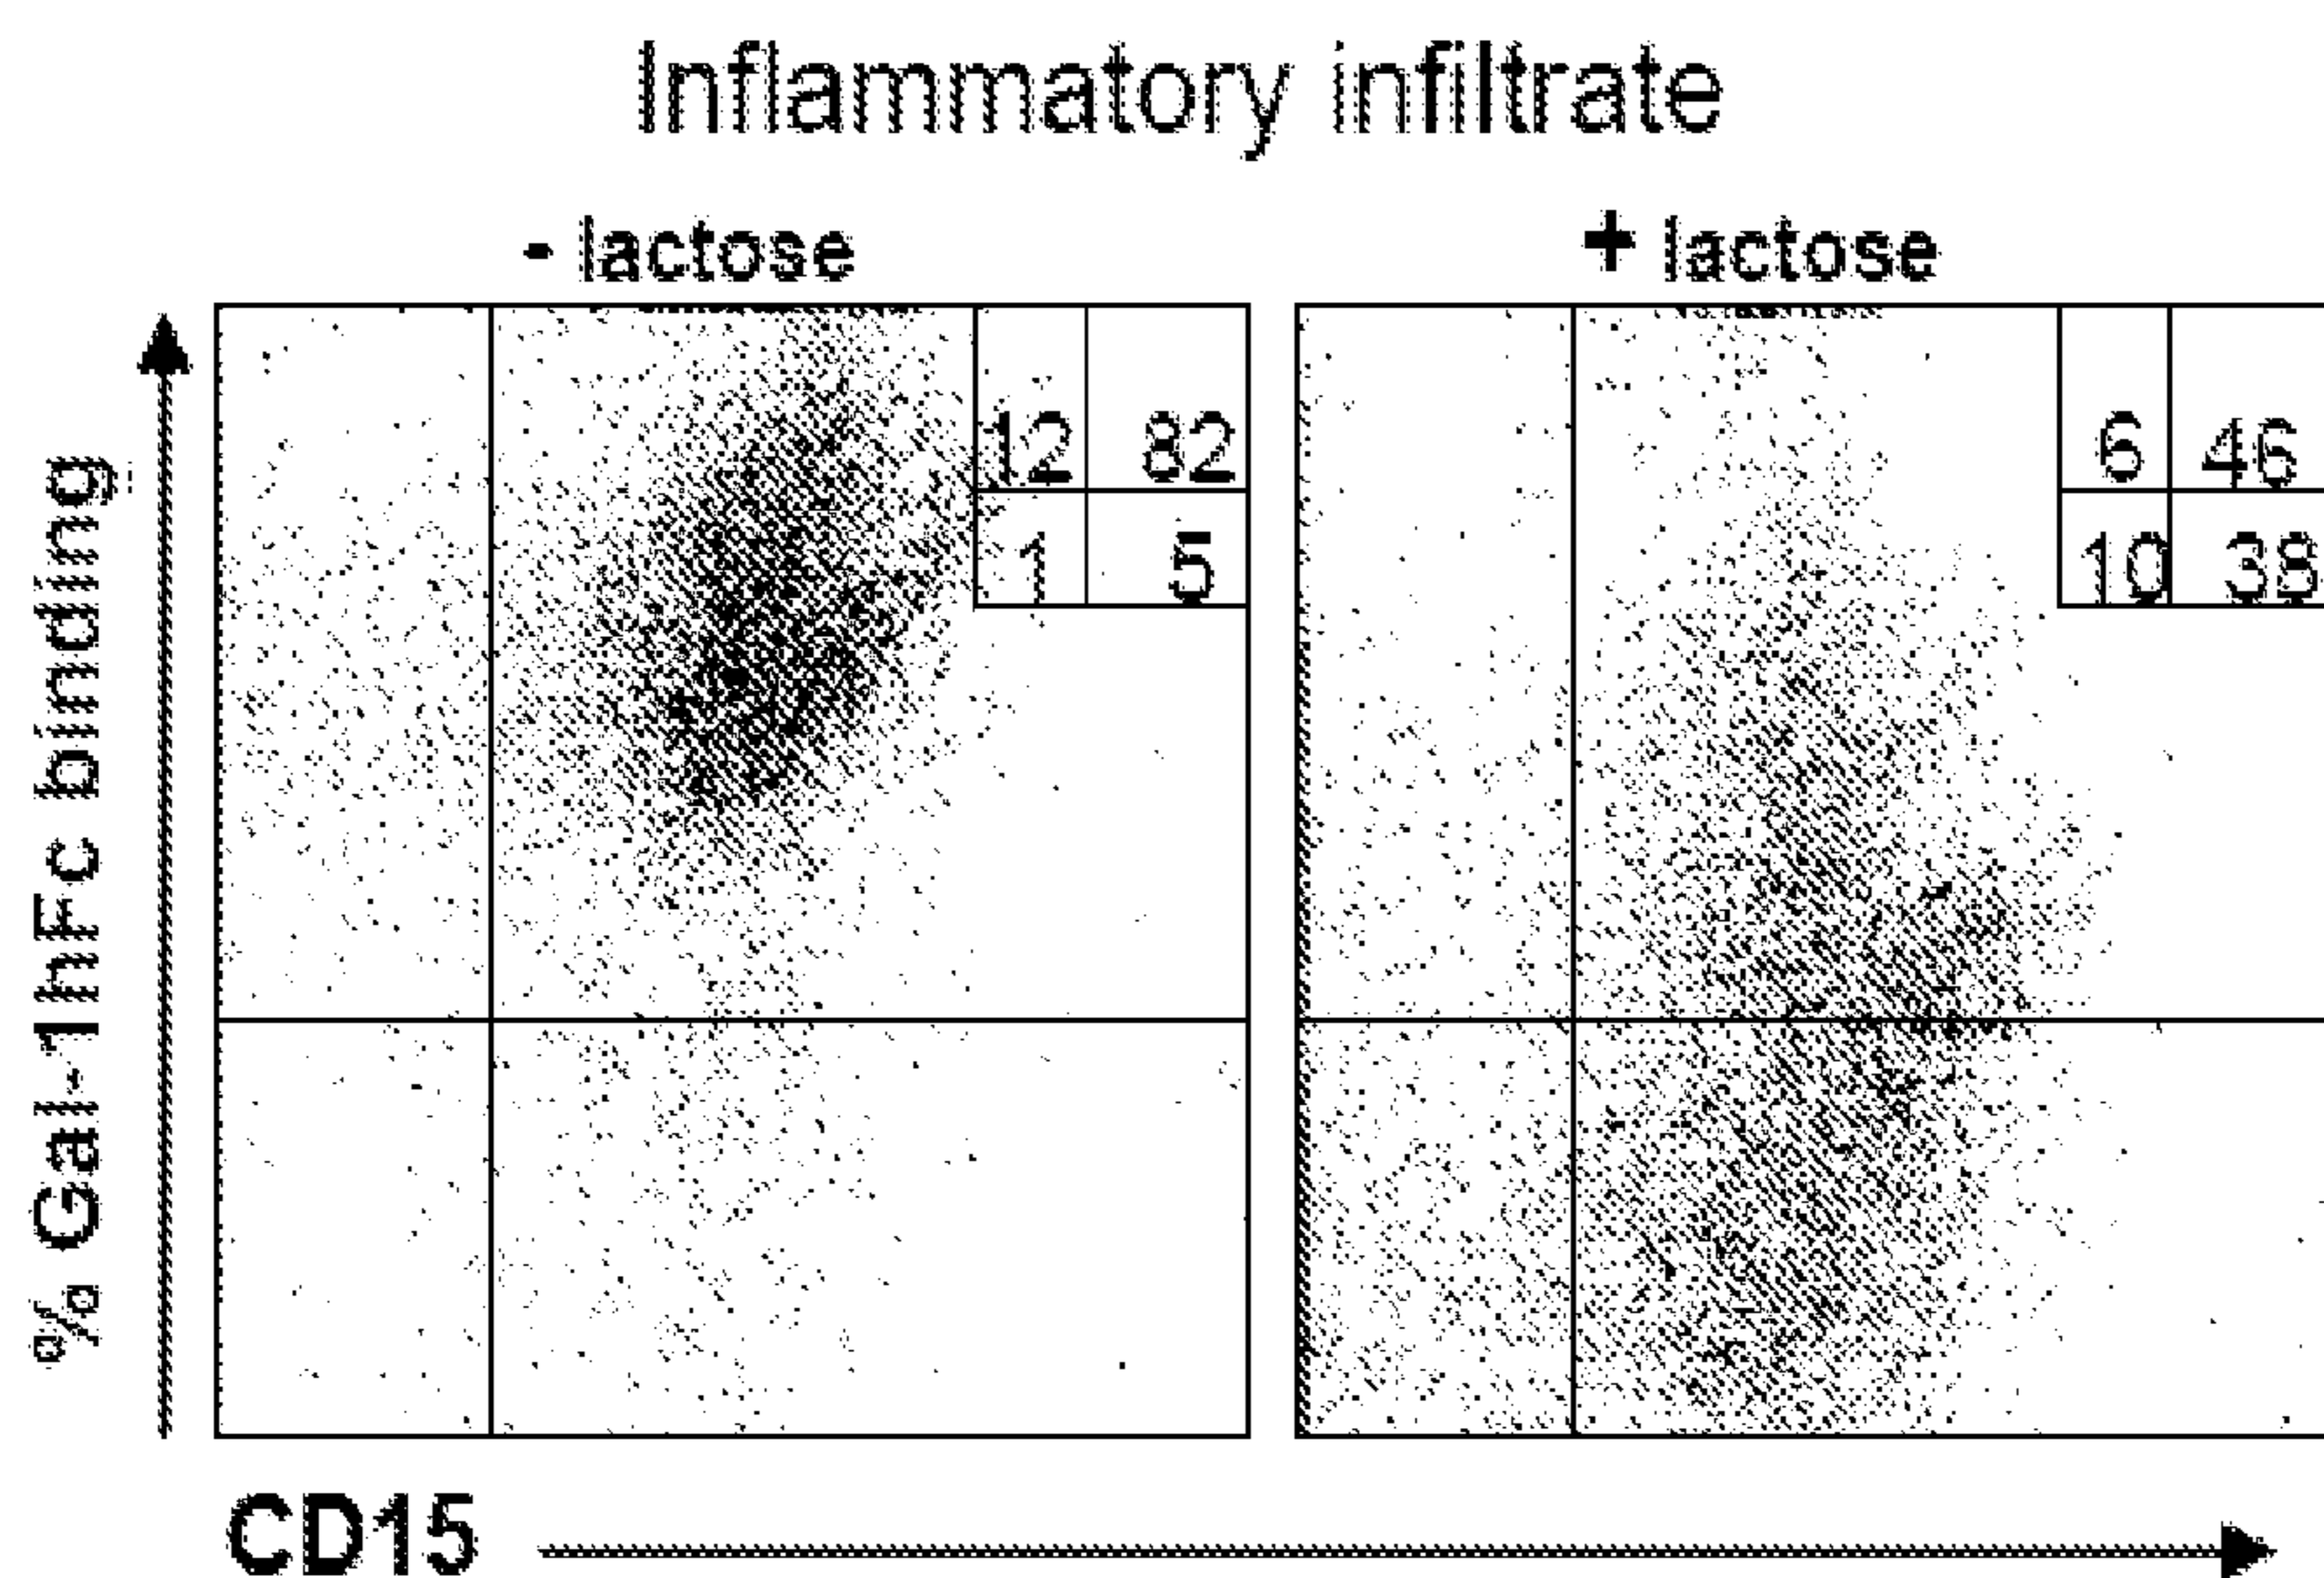 Inflammatory infiltrate
- lactose
+ lactose
12 82
1 5
6 46
10 38
% Gal-1hFc binding
CD15